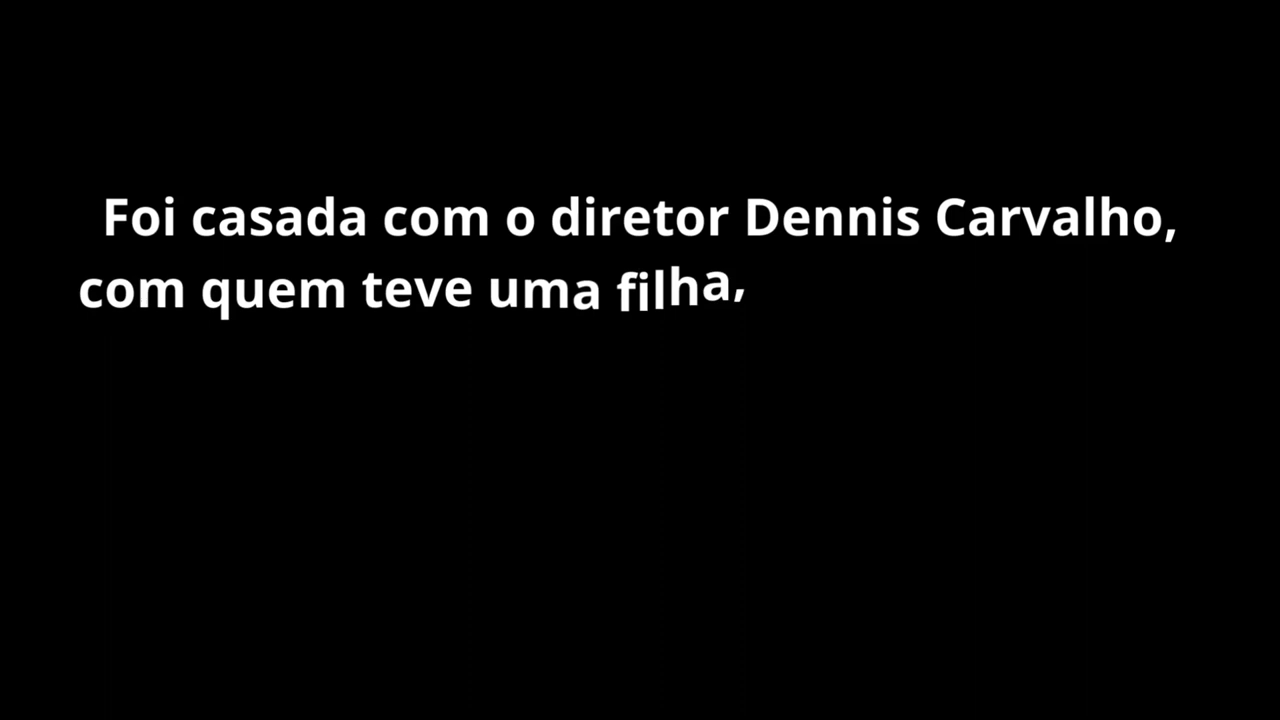 Foi casada com o diretor Dennis Carvalho,
com quem teve uma filha,